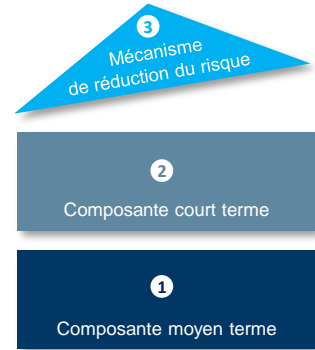 3
Mécanisme
de réduction du risque
2
Composante court terme
1
Composante moyen terme